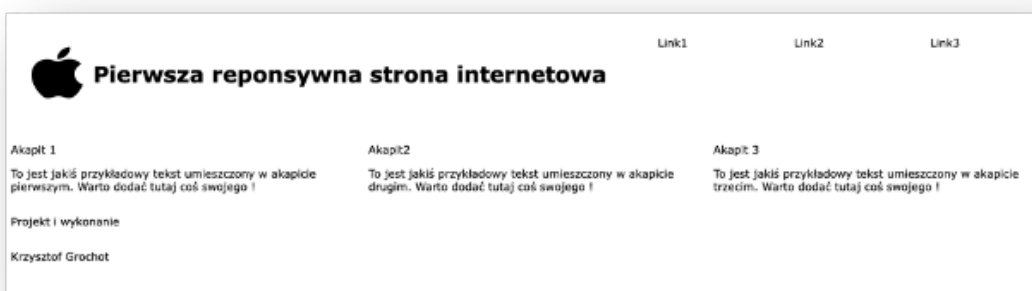 Link1 Link2 Link3
Pierwsza reponsywna strona internetowa
Akapit 1
To jest jakiś przykładowy tekst umieszczony w akapicie
pierwszym. Warto dodać tutaj coś swojego !
Akapit2
To jest jakiś przykładowy tekst umieszczony w akapicie
drugim. Warto dodać tutaj coś swojego !
Akapit 3
To jest jakiś przykładowy tekst umieszczony w akapicie
trzecim. Warto dodać tutaj coś swojego !
Projekt i wykonanie
Krzysztof Grochot